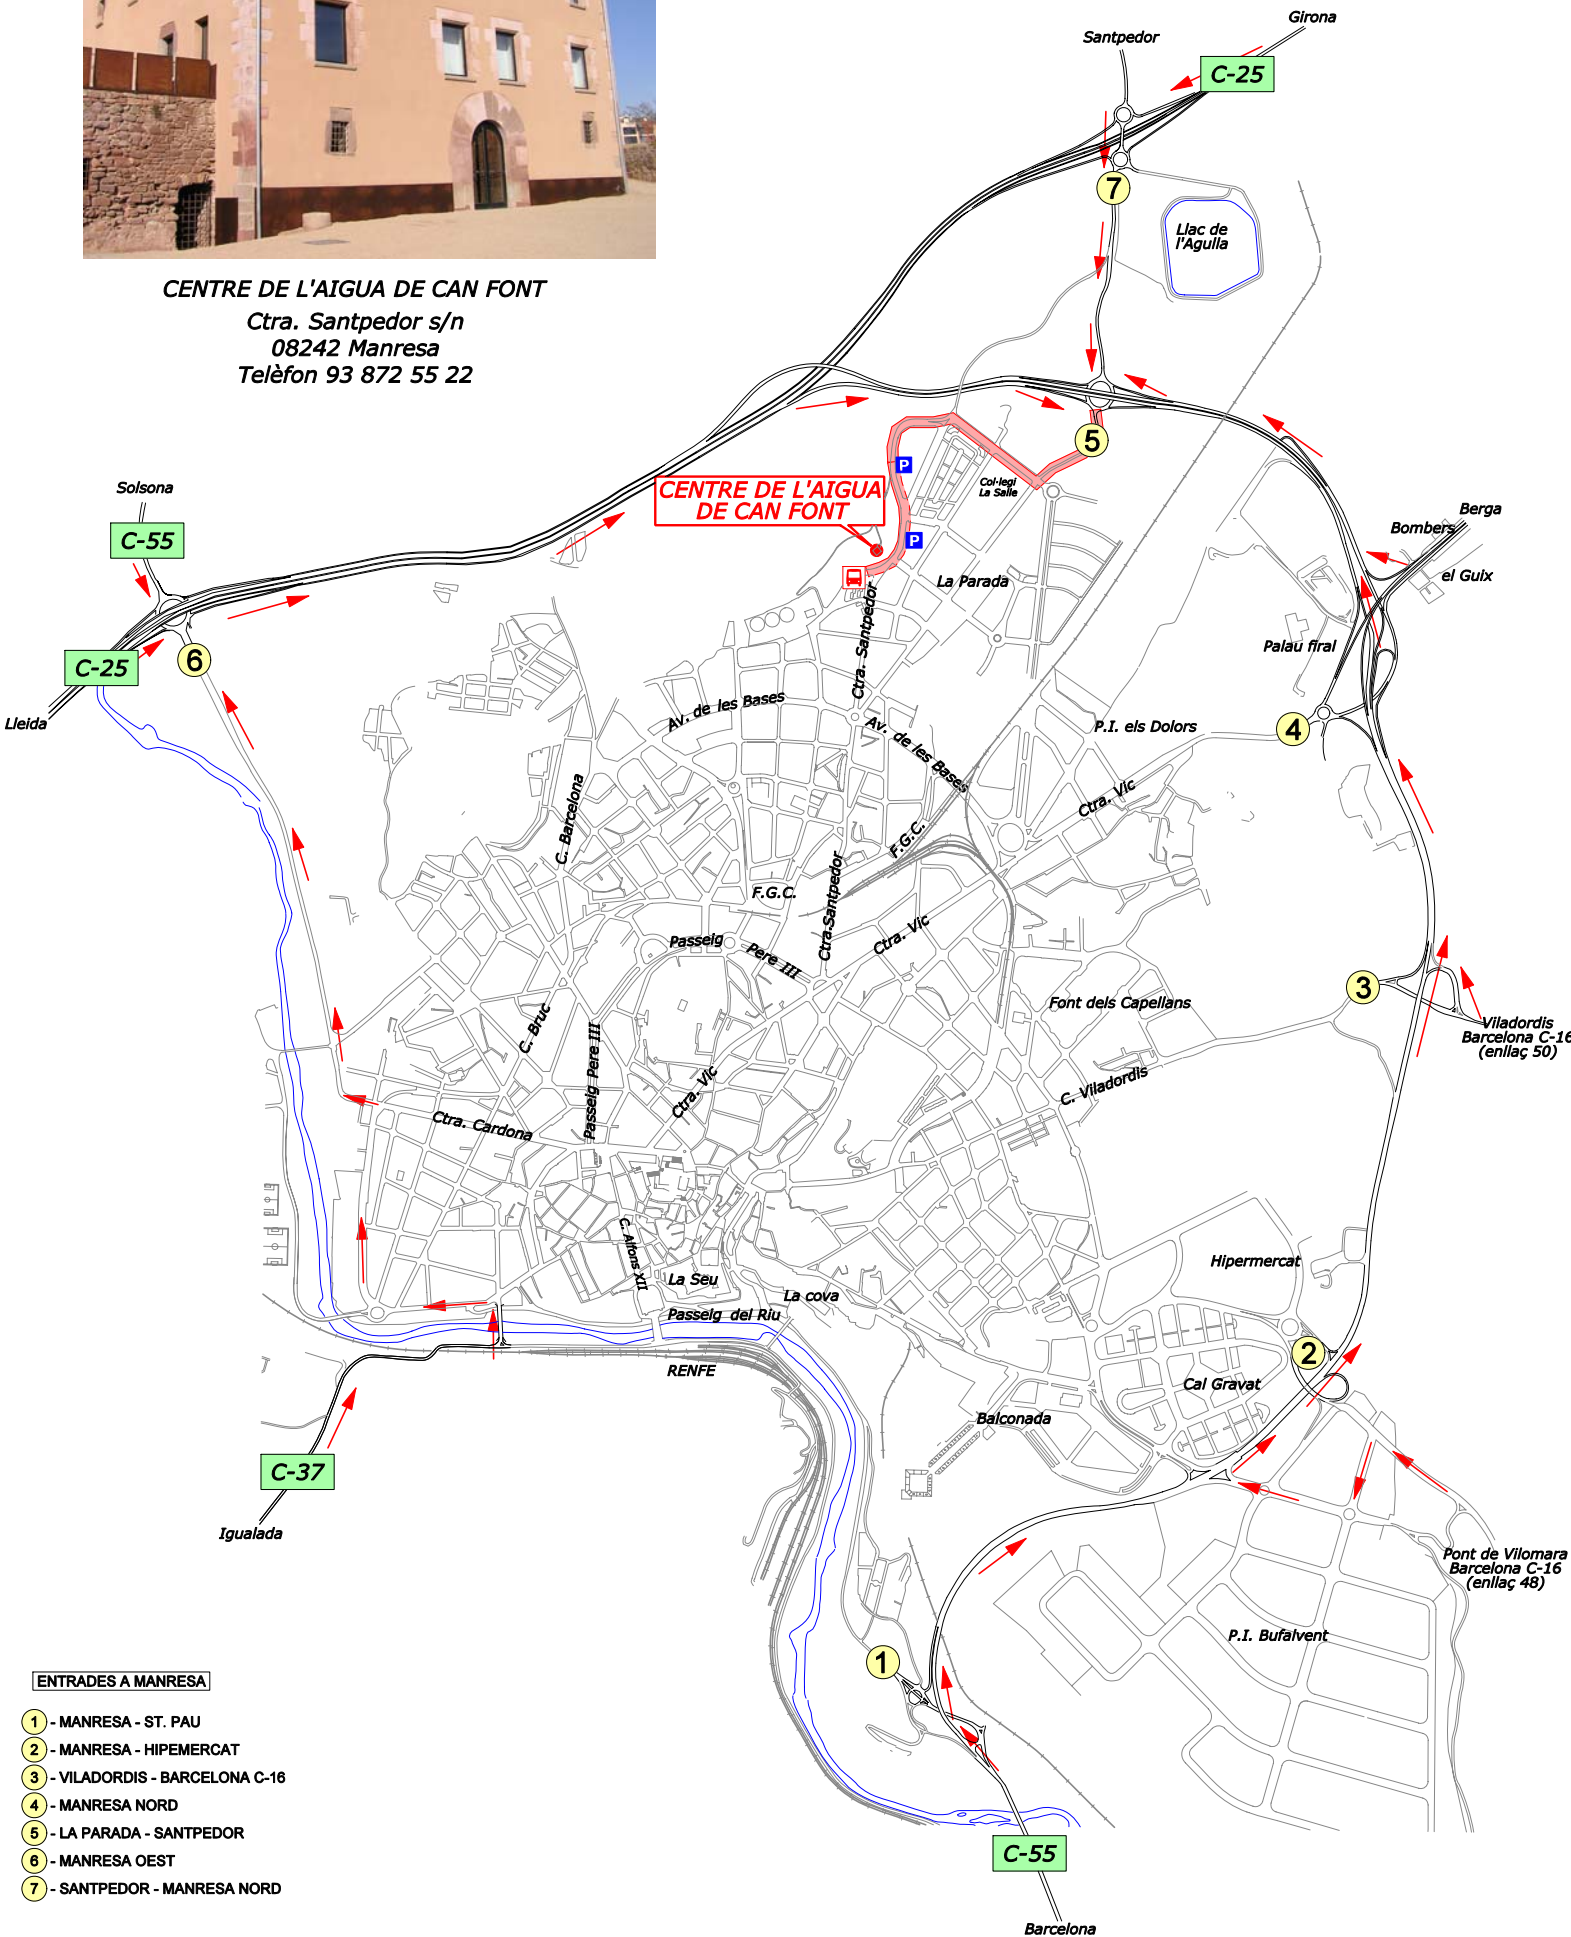 Girona
Santpedor
C-25
7
Llac de
l'Agulla
CENTRE DE L'AIGUA DE CAN FONT
Ctra. Santpedor s/n
08242 Manresa
Telèfon 93 872 55 22
5
P
Col·legi
La Salle
CENTRE DE L'AIGUA
DE CAN FONT
P
Solsona
C-55
Berga
Bombers
el Guix
La Parada
Ctra. Santpedor
Palau firal
6
C-25
Lleida
Av. de les Bases
Av. de les Bases
P.I. els Dolors
4
Ctra. Vic
C. Barcelona
F.G.C.
F.G.C.
Ctra.Santpedor
Ctra. Vic
Passeig
Pere III
3
Font dels Capellans
Viladordis
Barcelona C-16
(enllaç 50)
C. Bruc
Passeig Pere III
Ctra. Vic
C. Viladordis
Ctra. Cardona
C. Alfons XII
La Seu
La cova
Passeig del Riu
Hipermercat
2
RENFE
Cal Gravat
Balconada
C-37
Igualada
Pont de Vilomara
Barcelona C-16
(enllaç 48)
P.I. Bufalvent
1
ENTRADES A MANRESA
1 - MANRESA - ST. PAU
2 - MANRESA - HIPEMERCAT
3 - VILADORDIS - BARCELONA C-16
4 - MANRESA NORD
5 - LA PARADA - SANTPEDOR
6 - MANRESA OEST
7 - SANTPEDOR - MANRESA NORD
C-55
Barcelona